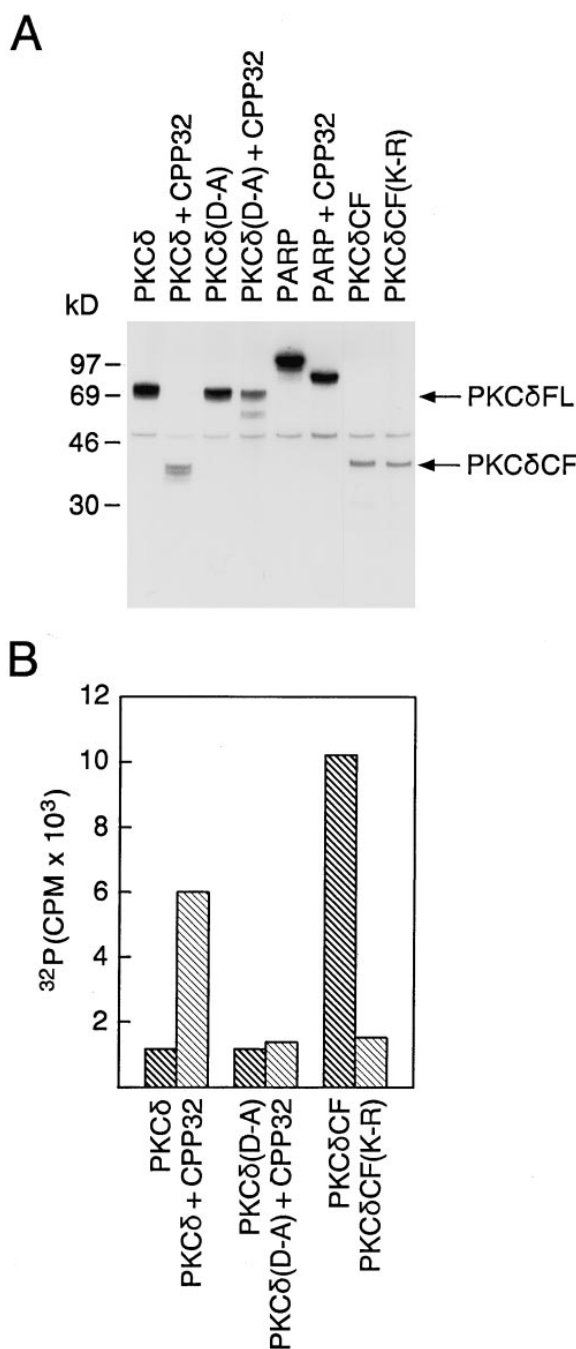 A
PKCδ
PKCδ + CPP32
PKCδ(D-A)
PKCδ(D-A) + CPP32
PARP
PARP + CPP32
PKCδCF
PKCδCF(K-R)
kD
97
69
46
30
PKCδFL
PKCδCF
B
12
10
8
6
4
2
³²P(CPM x 10³)
PKCδ
PKCδ + CPP32
PKCδ(D-A)
PKCδ(D-A) + CPP32
PKCδCF
PKCδCF(K-R)